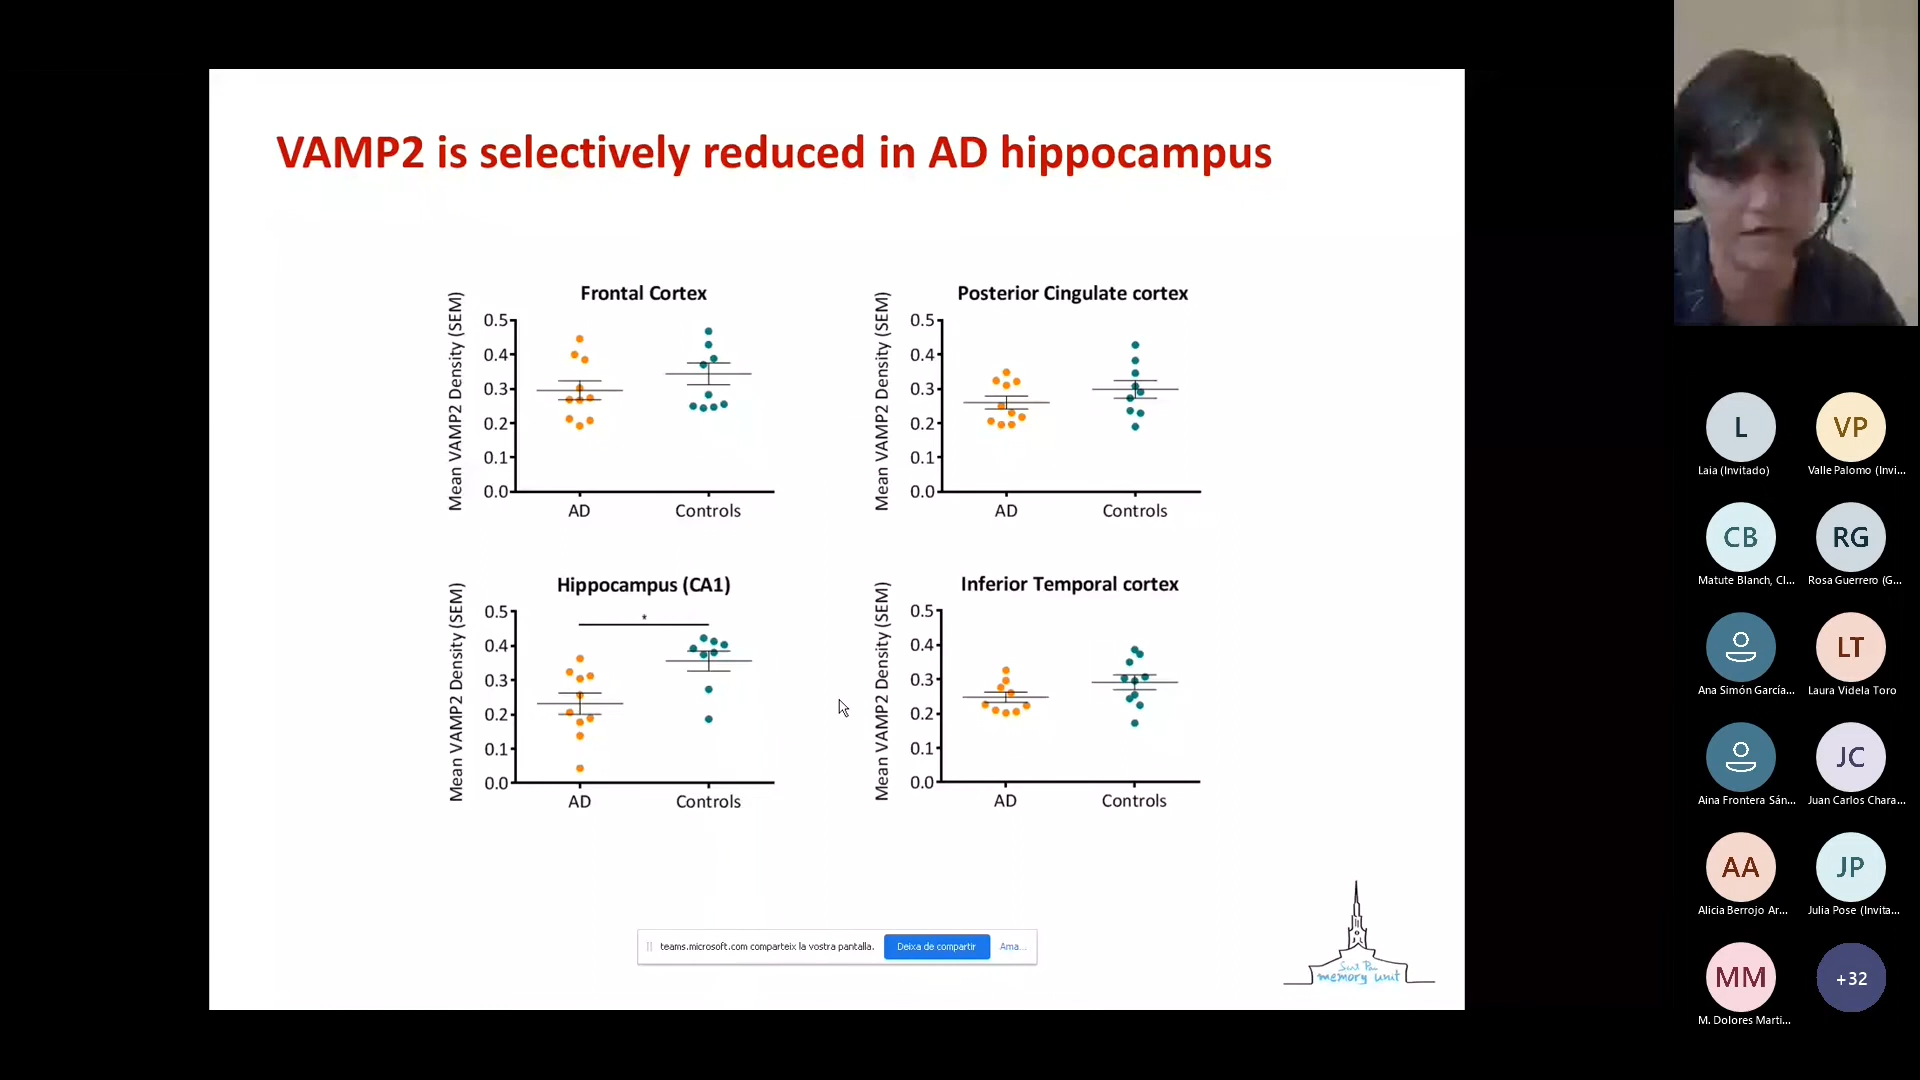 VAMP2 is selectively reduced in AD hippocampus
Frontal Cortex
Mean VAMP2 Density (SEM)
0.5
0.4
0.3
0.2
0.1
0.0
AD
Controls
Posterior Cingulate cortex
Mean VAMP2 Density (SEM)
0.5
0.4
0.3
0.2
0.1
0.0
AD
Controls
Hippocampus (CA1)
Mean VAMP2 Density (SEM)
0.5
0.4
0.3
0.2
0.1
0.0
*
AD
Controls
Inferior Temporal cortex
Mean VAMP2 Density (SEM)
0.5
0.4
0.3
0.2
0.1
0.0
AD
Controls
teams.microsoft.com comparteix la vostra pantalla.
Deixa de compartir
Ama...
Sant Pau
memory unit
L
Laia (Invitado)
VP
Valle Palomo (Invi...
CB
Matute Blanch, Cl...
RG
Rosa Guerrero (G...
Ana Simón García...
LT
Laura Videla Toro
Aina Frontera Sán...
JC
Juan Carlos Chara...
AA
Alicia Berrojo Ar...
JP
Julia Pose (Invita...
MM
M. Dolores Marti...
+32